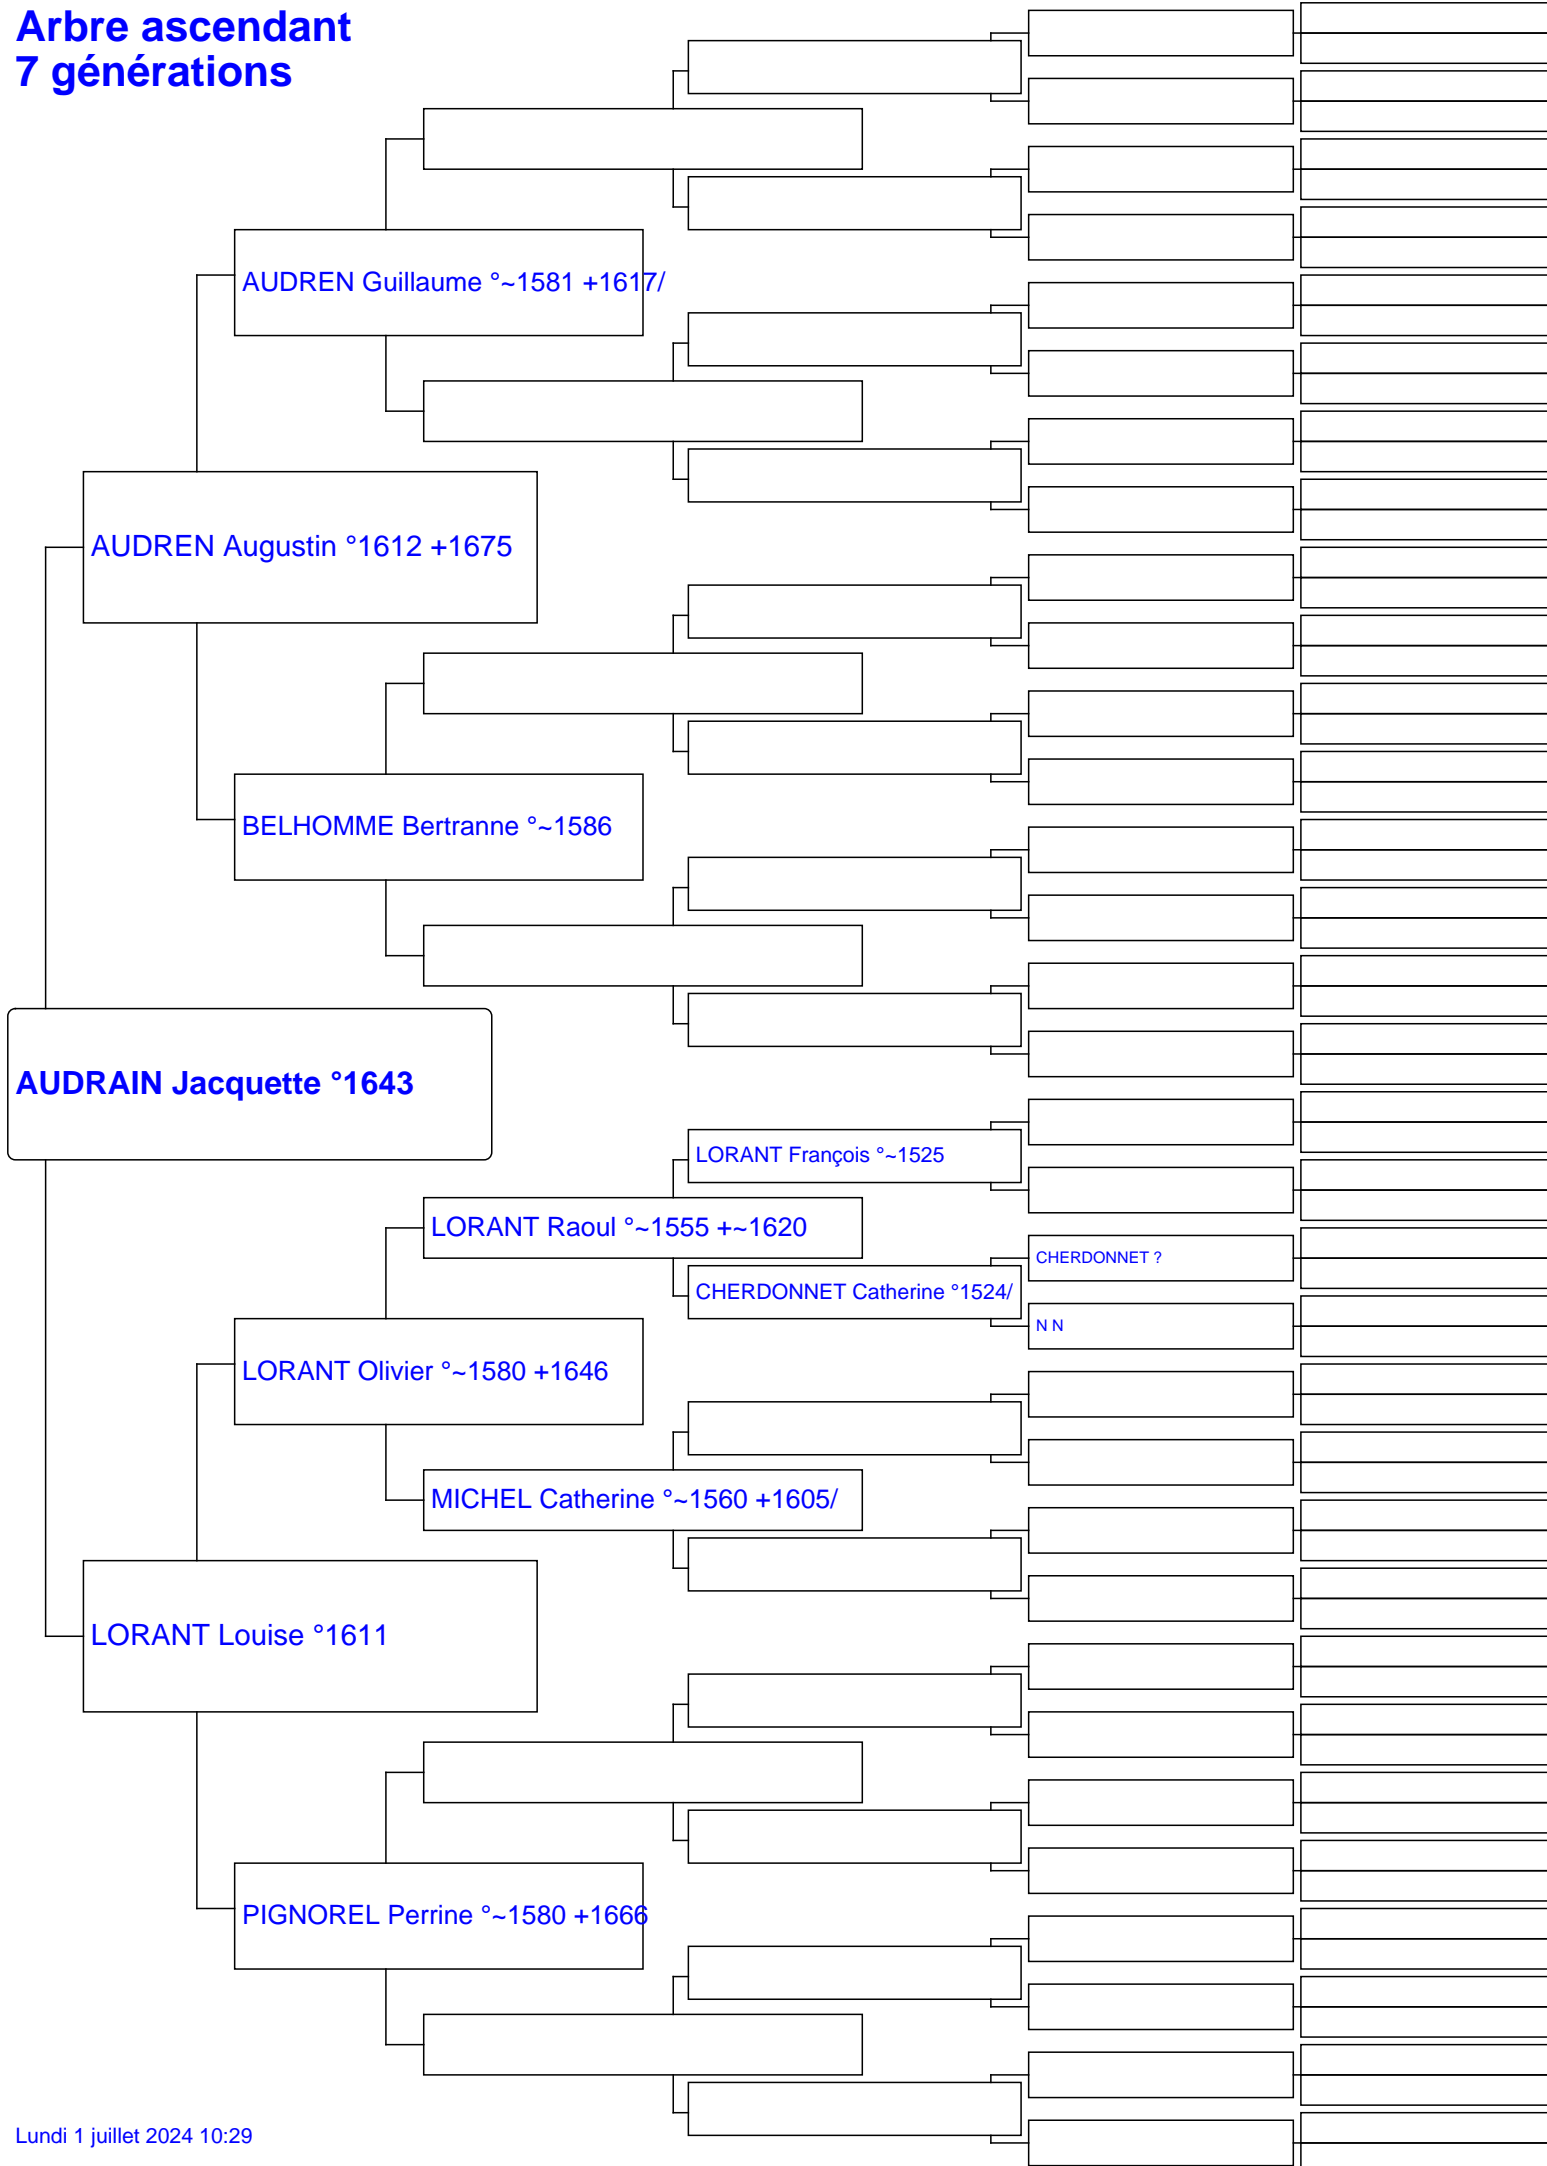 Arbre ascendant
7 générations
AUDREN Guillaume °~1581 +1617/
AUDREN Augustin °1612 +1675
BELHOMME Bertranne °~1586
AUDRAIN Jacquette °1643
LORANT François °~1525
LORANT Raoul °~1555 +~1620
CHERDONNET ?
CHERDONNET Catherine °1524/
N N
LORANT Olivier °~1580 +1646
MICHEL Catherine °~1560 +1605/
LORANT Louise °1611
PIGNOREL Perrine °~1580 +1666
Lundi 1 juillet 2024 10:29